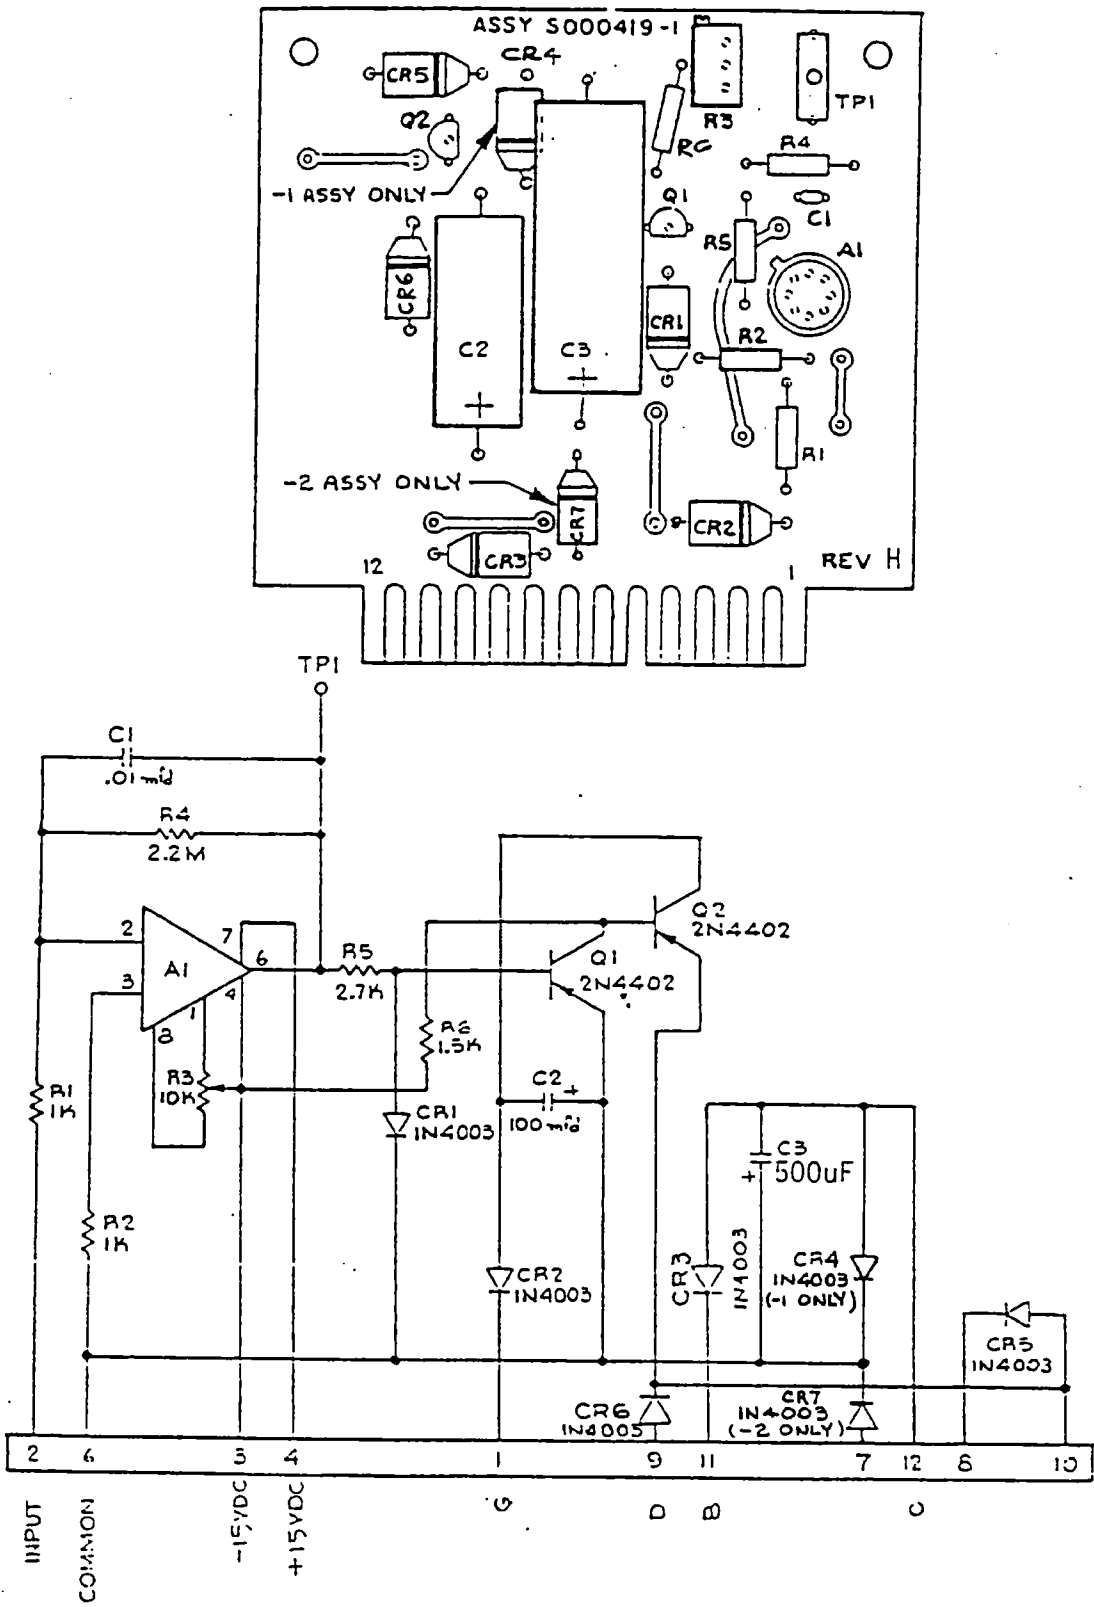 ASSY S000419-1
CR4
CR5
Q2
R3
TP1
R6
R4
-1 ASSY ONLY
Q1
C1
R5
A1
CR6
CR1
R2
C2
C3
R1
-2 ASSY ONLY
CR7
CR2
CR3
REV H
12
1
TP1
C1
.01 mfd
R4
2.2M
2
3
7
6
4
1
8
A1
R5
2.7K
Q2
2N4402
Q1
2N4402
R6
1.5K
R3
10K
R1
1K
C2
+
100 mfd
CR1
1N4003
C3
+ 500uF
R2
1K
CR2
1N4003
CR3
1N4003
CR4
1N4003
(-1 ONLY)
CR5
1N4003
CR6
CR7
1N4003
(-2 ONLY)
2
6
4
1
9
11
7
12
8
10
INPUT
COMMON
-15VDC
+15VDC
G
D
B
C